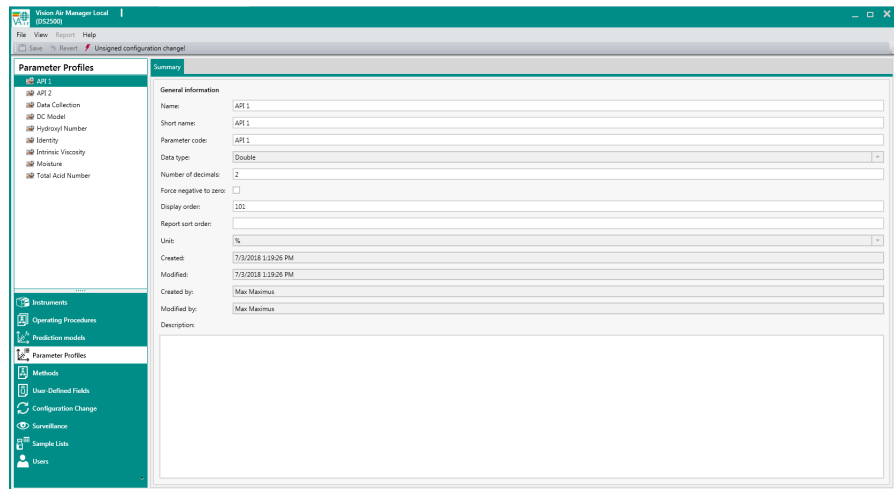 Vision Air Manager Local
(DS2500)
File View Report Help
Save Revert Unsigned configuration change!
Parameter Profiles
API 1
API 2
Data Collection
DC Model
Hydroxyl Number
Identity
Intrinsic Viscosity
Moisture
Total Acid Number
Instruments
Operating Procedures
Prediction models
Parameter Profiles
Methods
User-Defined Fields
Configuration Change
Surveillance
Sample Lists
Users
Summary
General information
Name: API 1
Short name: API 1
Parameter code: API 1
Data type: Double
Number of decimals: 2
Force negative to zero:
Display order: 101
Report sort order:
Unit: %
Created: 7/3/2018 1:19:26 PM
Modified: 7/3/2018 1:19:26 PM
Created by: Max Maximus
Modified by: Max Maximus
Description: